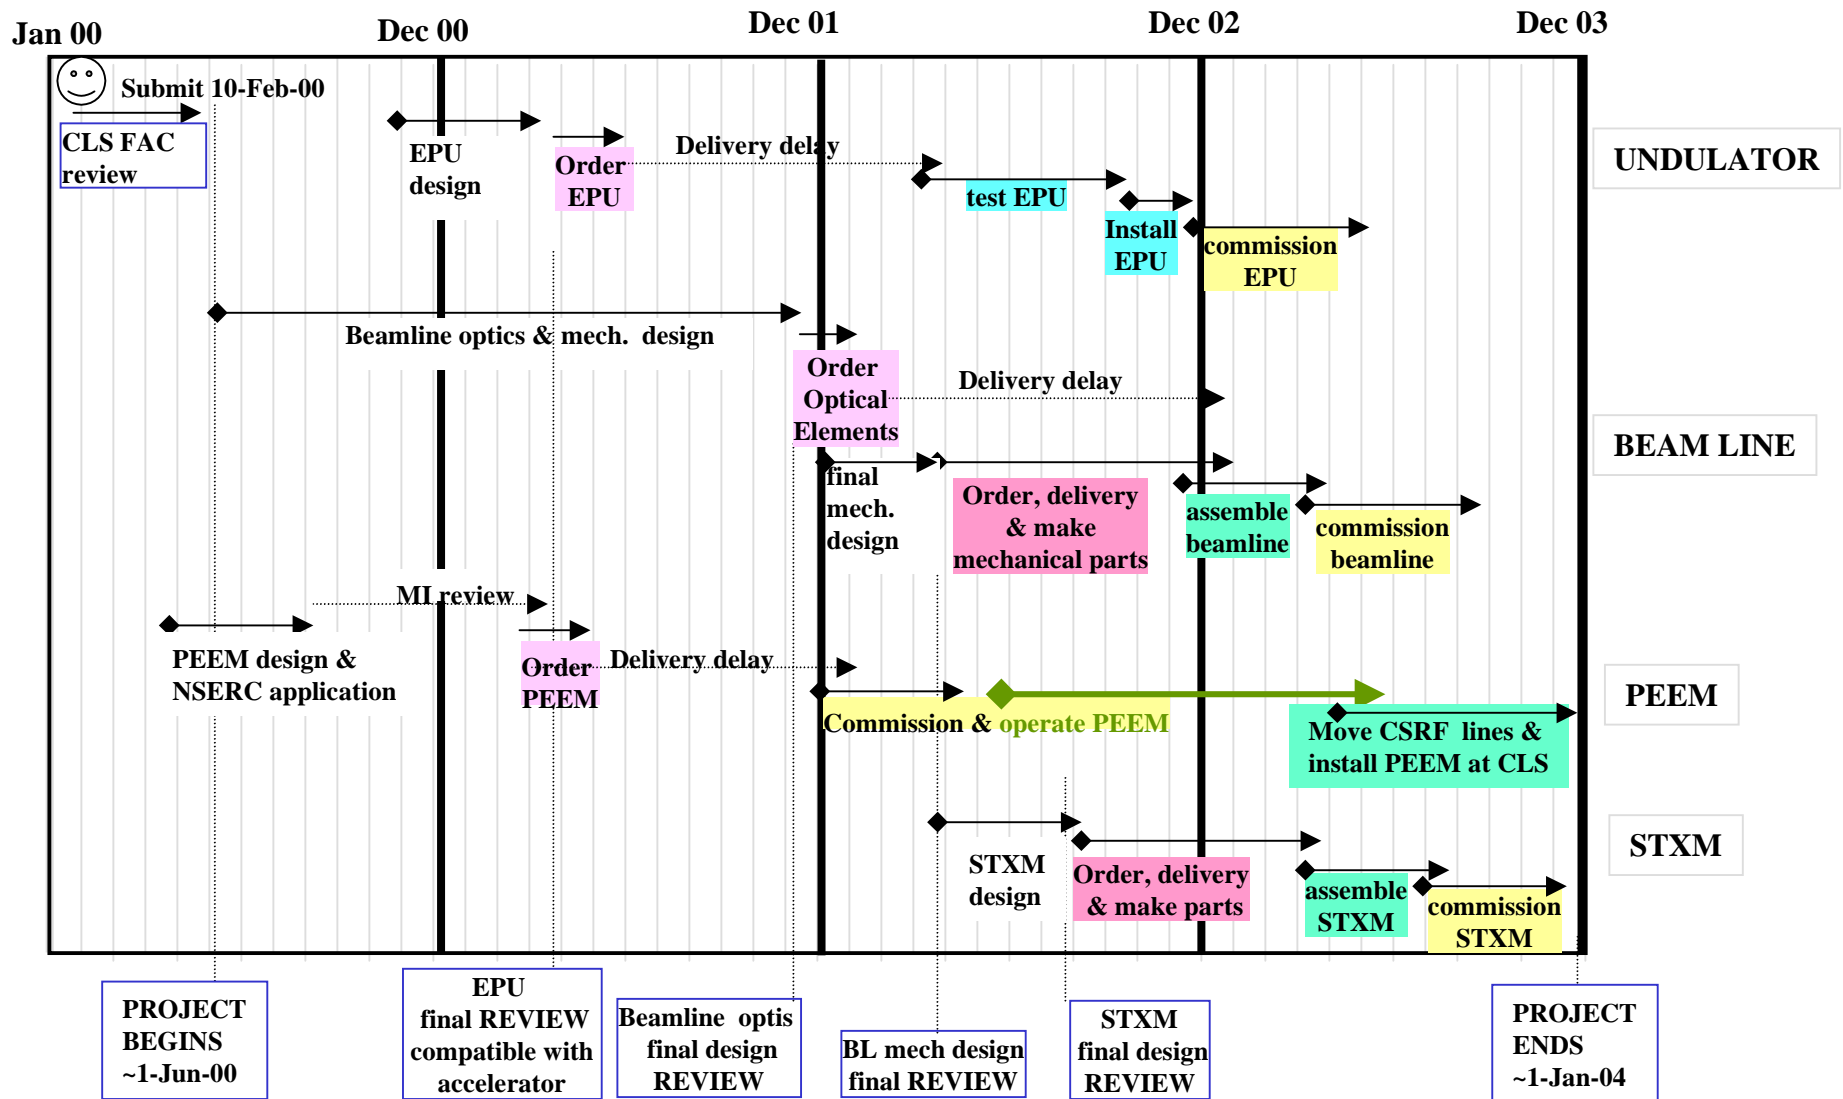 Jan 00
Dec 00
Dec 01
Dec 02
Dec 03
Submit 10-Feb-00
CLS FAC
review
EPU
design
Order
EPU
Delivery delay
test EPU
Install
EPU
commission
EPU
UNDULATOR
Beamline optics & mech. design
Order
Optical
Elements
Delivery delay
final
mech.
design
Order, delivery
& make
mechanical parts
assemble
beamline
commission
beamline
BEAM LINE
MI review
PEEM design &
NSERC application
Order
PEEM
Delivery delay
Commission & operate PEEM
Move CSRF lines &
install PEEM at CLS
PEEM
STXM
design
Order, delivery
& make parts
assemble
STXM
commission
STXM
STXM
PROJECT
BEGINS
~1-Jun-00
EPU
final REVIEW
compatible with
accelerator
Beamline optis
final design
REVIEW
BL mech design
final REVIEW
STXM
final design
REVIEW
PROJECT
ENDS
~1-Jan-04